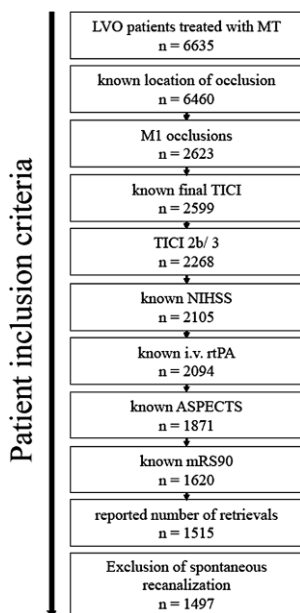 Patient inclusion criteria
LVO patients treated with MT
n = 6635
known location of occlusion
n = 6460
M1 occlusions
n = 2623
known final TICI
n = 2599
TICI 2b/ 3
n = 2268
known NIHSS
n = 2105
known i.v. rtPA
n = 2094
known ASPECTS
n = 1871
known mRS90
n = 1620
reported number of retrievals
n = 1515
Exclusion of spontaneous
recanalization
n = 1497